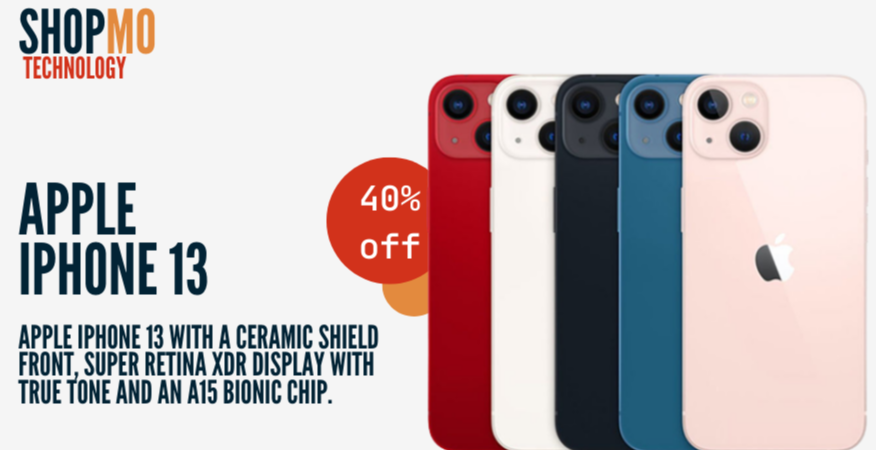 SHOPMO
TECHNOLOGY
APPLE
IPHONE 13
40%
off
APPLE IPHONE 13 WITH A CERAMIC SHIELD
FRONT, SUPER RETINA XDR DISPLAY WITH
TRUE TONE AND AN A15 BIONIC CHIP.